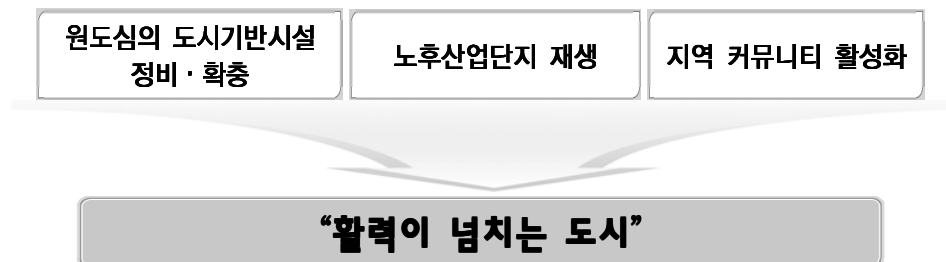 원도심의 도시기반시설
정비·확충
노후산업단지 재생
지역 커뮤니티 활성화
“활력이 넘치는 도시”